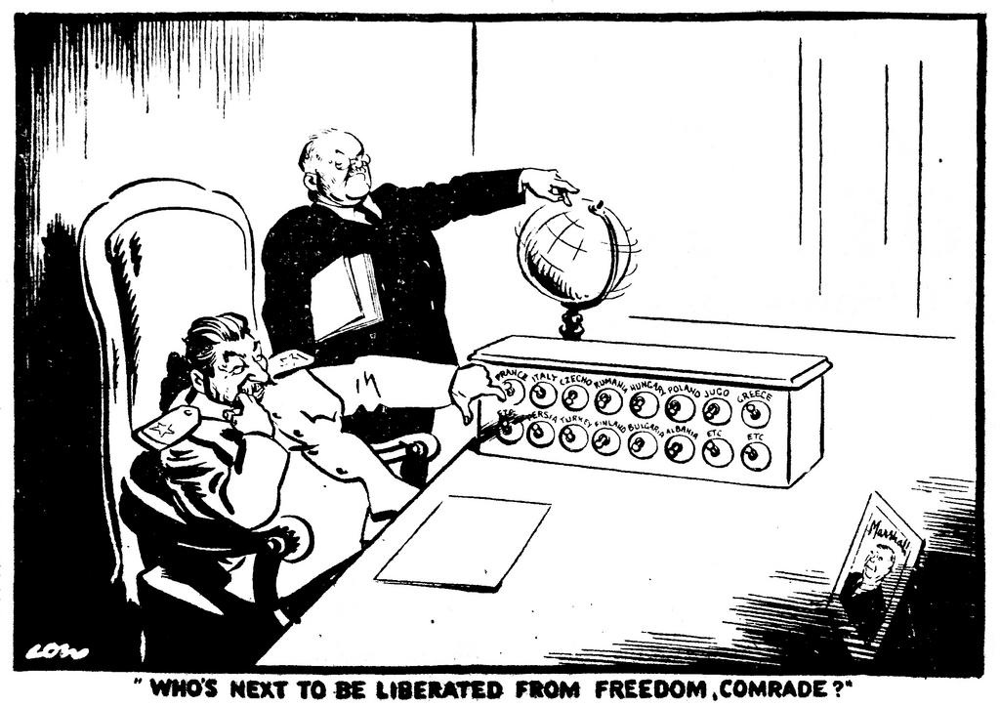 FRANCE ITALY CZECHO RUMANIA HUNGARY POLAND JUGO GREECE
ETC PERSIA TURKEY FINLAND BULGARIA ALBANIA ETC ETC
Marshall
LOW
"WHO'S NEXT TO BE LIBERATED FROM FREEDOM, COMRADE?"